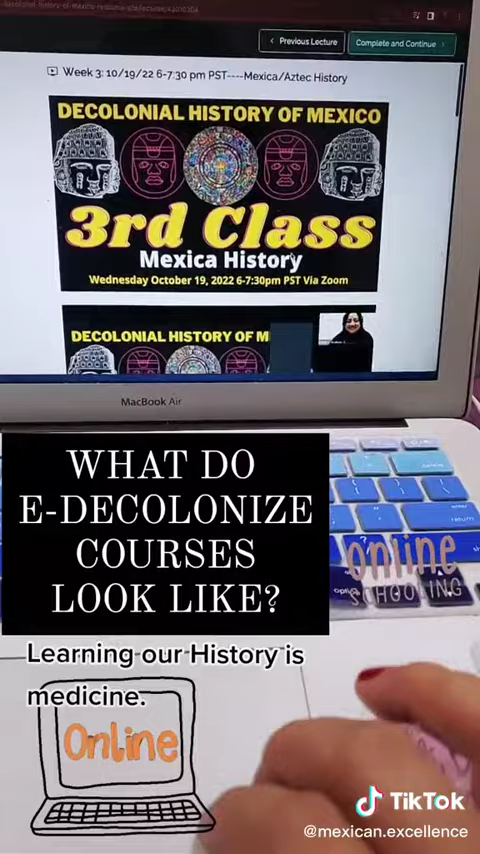 Previous Lecture
Complete and Continue
Week 3: 10/19/22 6-7:30 pm PST----Mexica/Aztec History
DECOLONIAL HISTORY OF MEXICO
3rd Class
Mexica History
Wednesday October 19, 2022 6-7:30pm PST Via Zoom
DECOLONIAL HISTORY OF M
MacBook Air
WHAT DO
E-DECOLONIZE
COURSES
LOOK LIKE?
online
SCHOOLING
Learning our History is
medicine.
Online
TikTok
@mexican.excellence